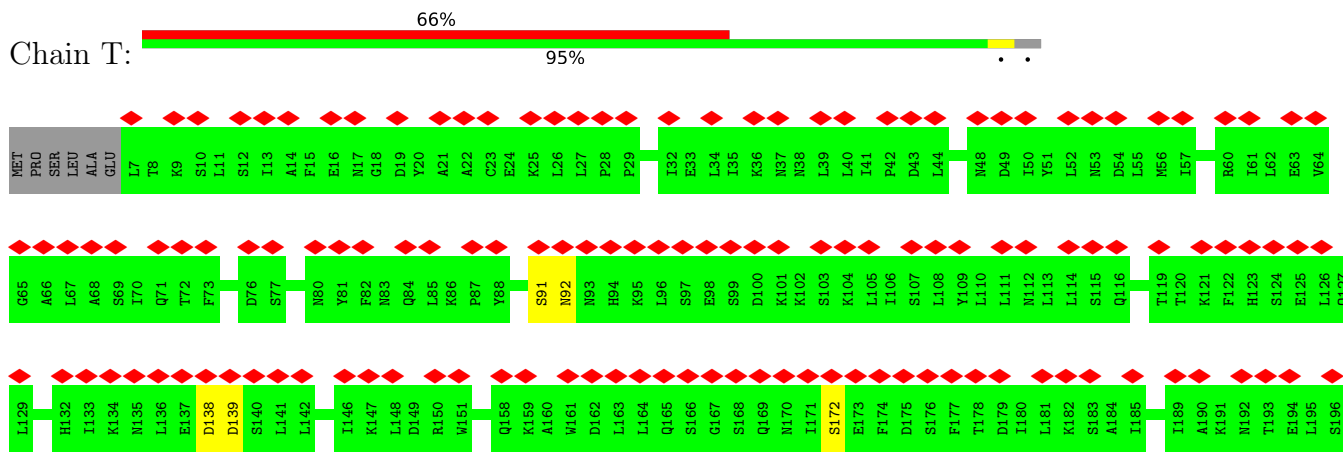 66%
Chain T:
95%
. .
MET PRO SER LEU ALA GLU L7 T8 K9 S10 L11 S12 I13 A14 F15 E16 N17 G18 D19 Y20 A21 A22 C23 E24 K25 L26 L27 P28 P29 I32 E33 L34 I35 K36 N37 N38 L39 L40 I41 P42 D43 L44 N48 D49 I50 Y51 L52 N53 D54 L55 M56 I57 R60 I61 L62 E63 V64
G65 A66 L67 A68 S69 I70 Q71 T72 F73 D76 S77 N80 Y81 F82 N83 Q84 L85 K86 P87 Y88 S91 N92 N93 H94 K95 L96 S97 E98 S99 D100 K101 K102 S103 K104 L105 I106 S107 L108 Y109 L110 L111 N112 L113 L114 S115 Q116 T119 T120 K121 F122 H123 S124 E125 L126
L129 H132 I133 K134 N135 L136 E137 D138 D139 S140 L141 L142 I146 K147 L148 D149 R150 W151 Q158 K159 A160 W161 D162 L163 L164 Q165 S166 G167 S168 Q169 N170 I171 S172 E173 F174 D175 S176 F177 T178 D179 I180 L181 K182 S183 A184 I185 I189 A190 K191 N192 T193 E194 L195 S196